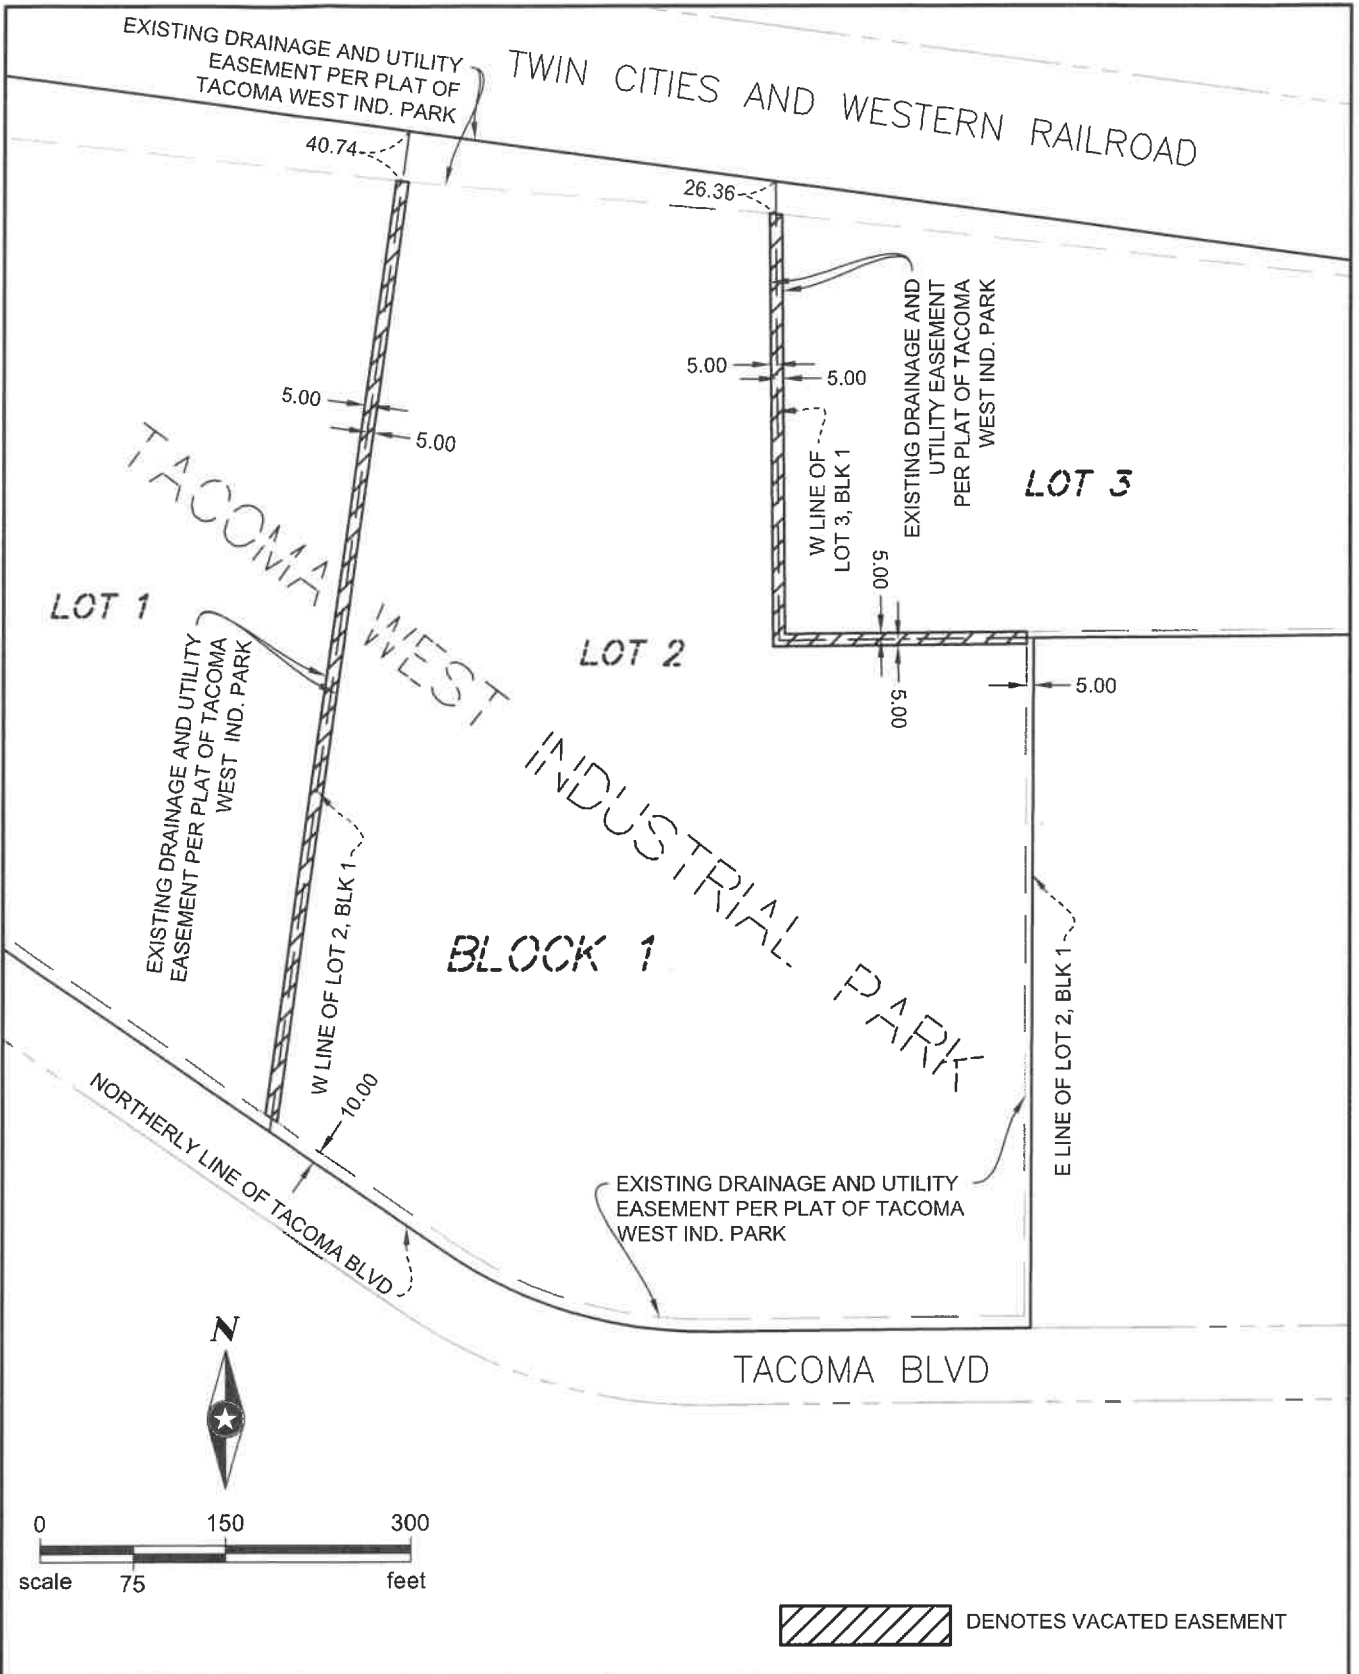 EXISTING DRAINAGE AND UTILITY
EASEMENT PER PLAT OF
TACOMA WEST IND. PARK
TWIN CITIES AND WESTERN RAILROAD
40.74
26.36
EXISTING DRAINAGE AND
UTILITY EASEMENT
PER PLAT OF TACOMA
WEST IND. PARK
5.00
5.00
5.00
5.00
W LINE OF
LOT 3, BLK 1
LOT 3
TACOMA WEST INDUSTRIAL PARK
5.00
LOT 1
LOT 2
5.00
5.00
EXISTING DRAINAGE AND UTILITY
EASEMENT PER PLAT OF TACOMA
WEST IND. PARK
W LINE OF LOT 2, BLK 1
BLOCK 1
E LINE OF LOT 2, BLK 1
10.00
NORTHERLY LINE OF TACOMA BLVD
EXISTING DRAINAGE AND UTILITY
EASEMENT PER PLAT OF TACOMA
WEST IND. PARK
N
TACOMA BLVD
0 150 300
scale 75 feet
DENOTES VACATED EASEMENT